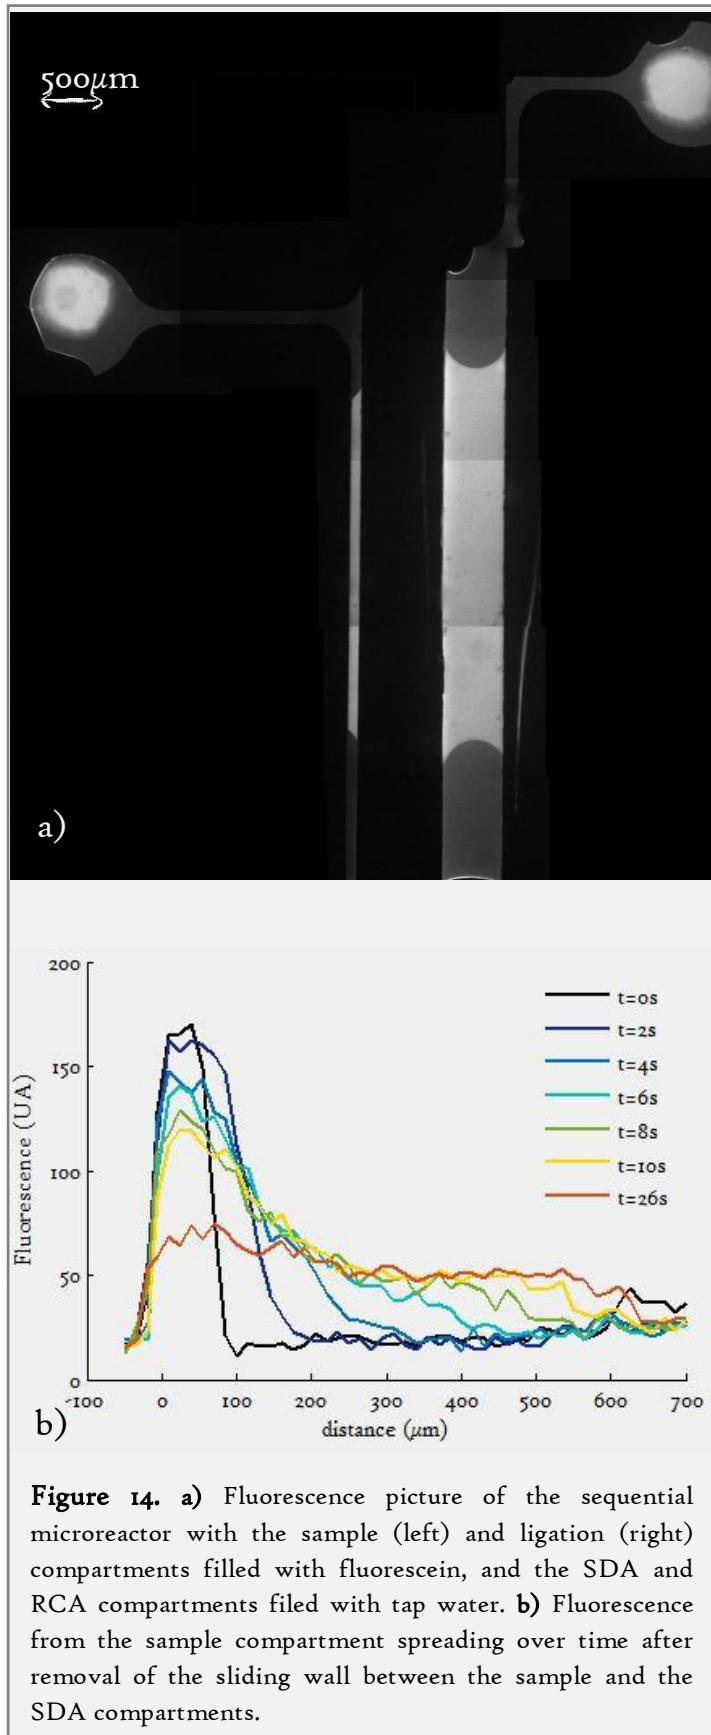 500µm
a)
200
150
100
50
0
Fluorescence (UA)
t=0s
t=2s
t=4s
t=6s
t=8s
t=10s
t=26s
-100 0 100 200 300 400 500 600 700
distance (µm)
b)
Figure 14. a) Fluorescence picture of the sequential
microreactor with the sample (left) and ligation (right)
compartments filled with fluorescein, and the SDA and
RCA compartments filed with tap water. b) Fluorescence
from the sample compartment spreading over time after
removal of the sliding wall between the sample and the
SDA compartments.